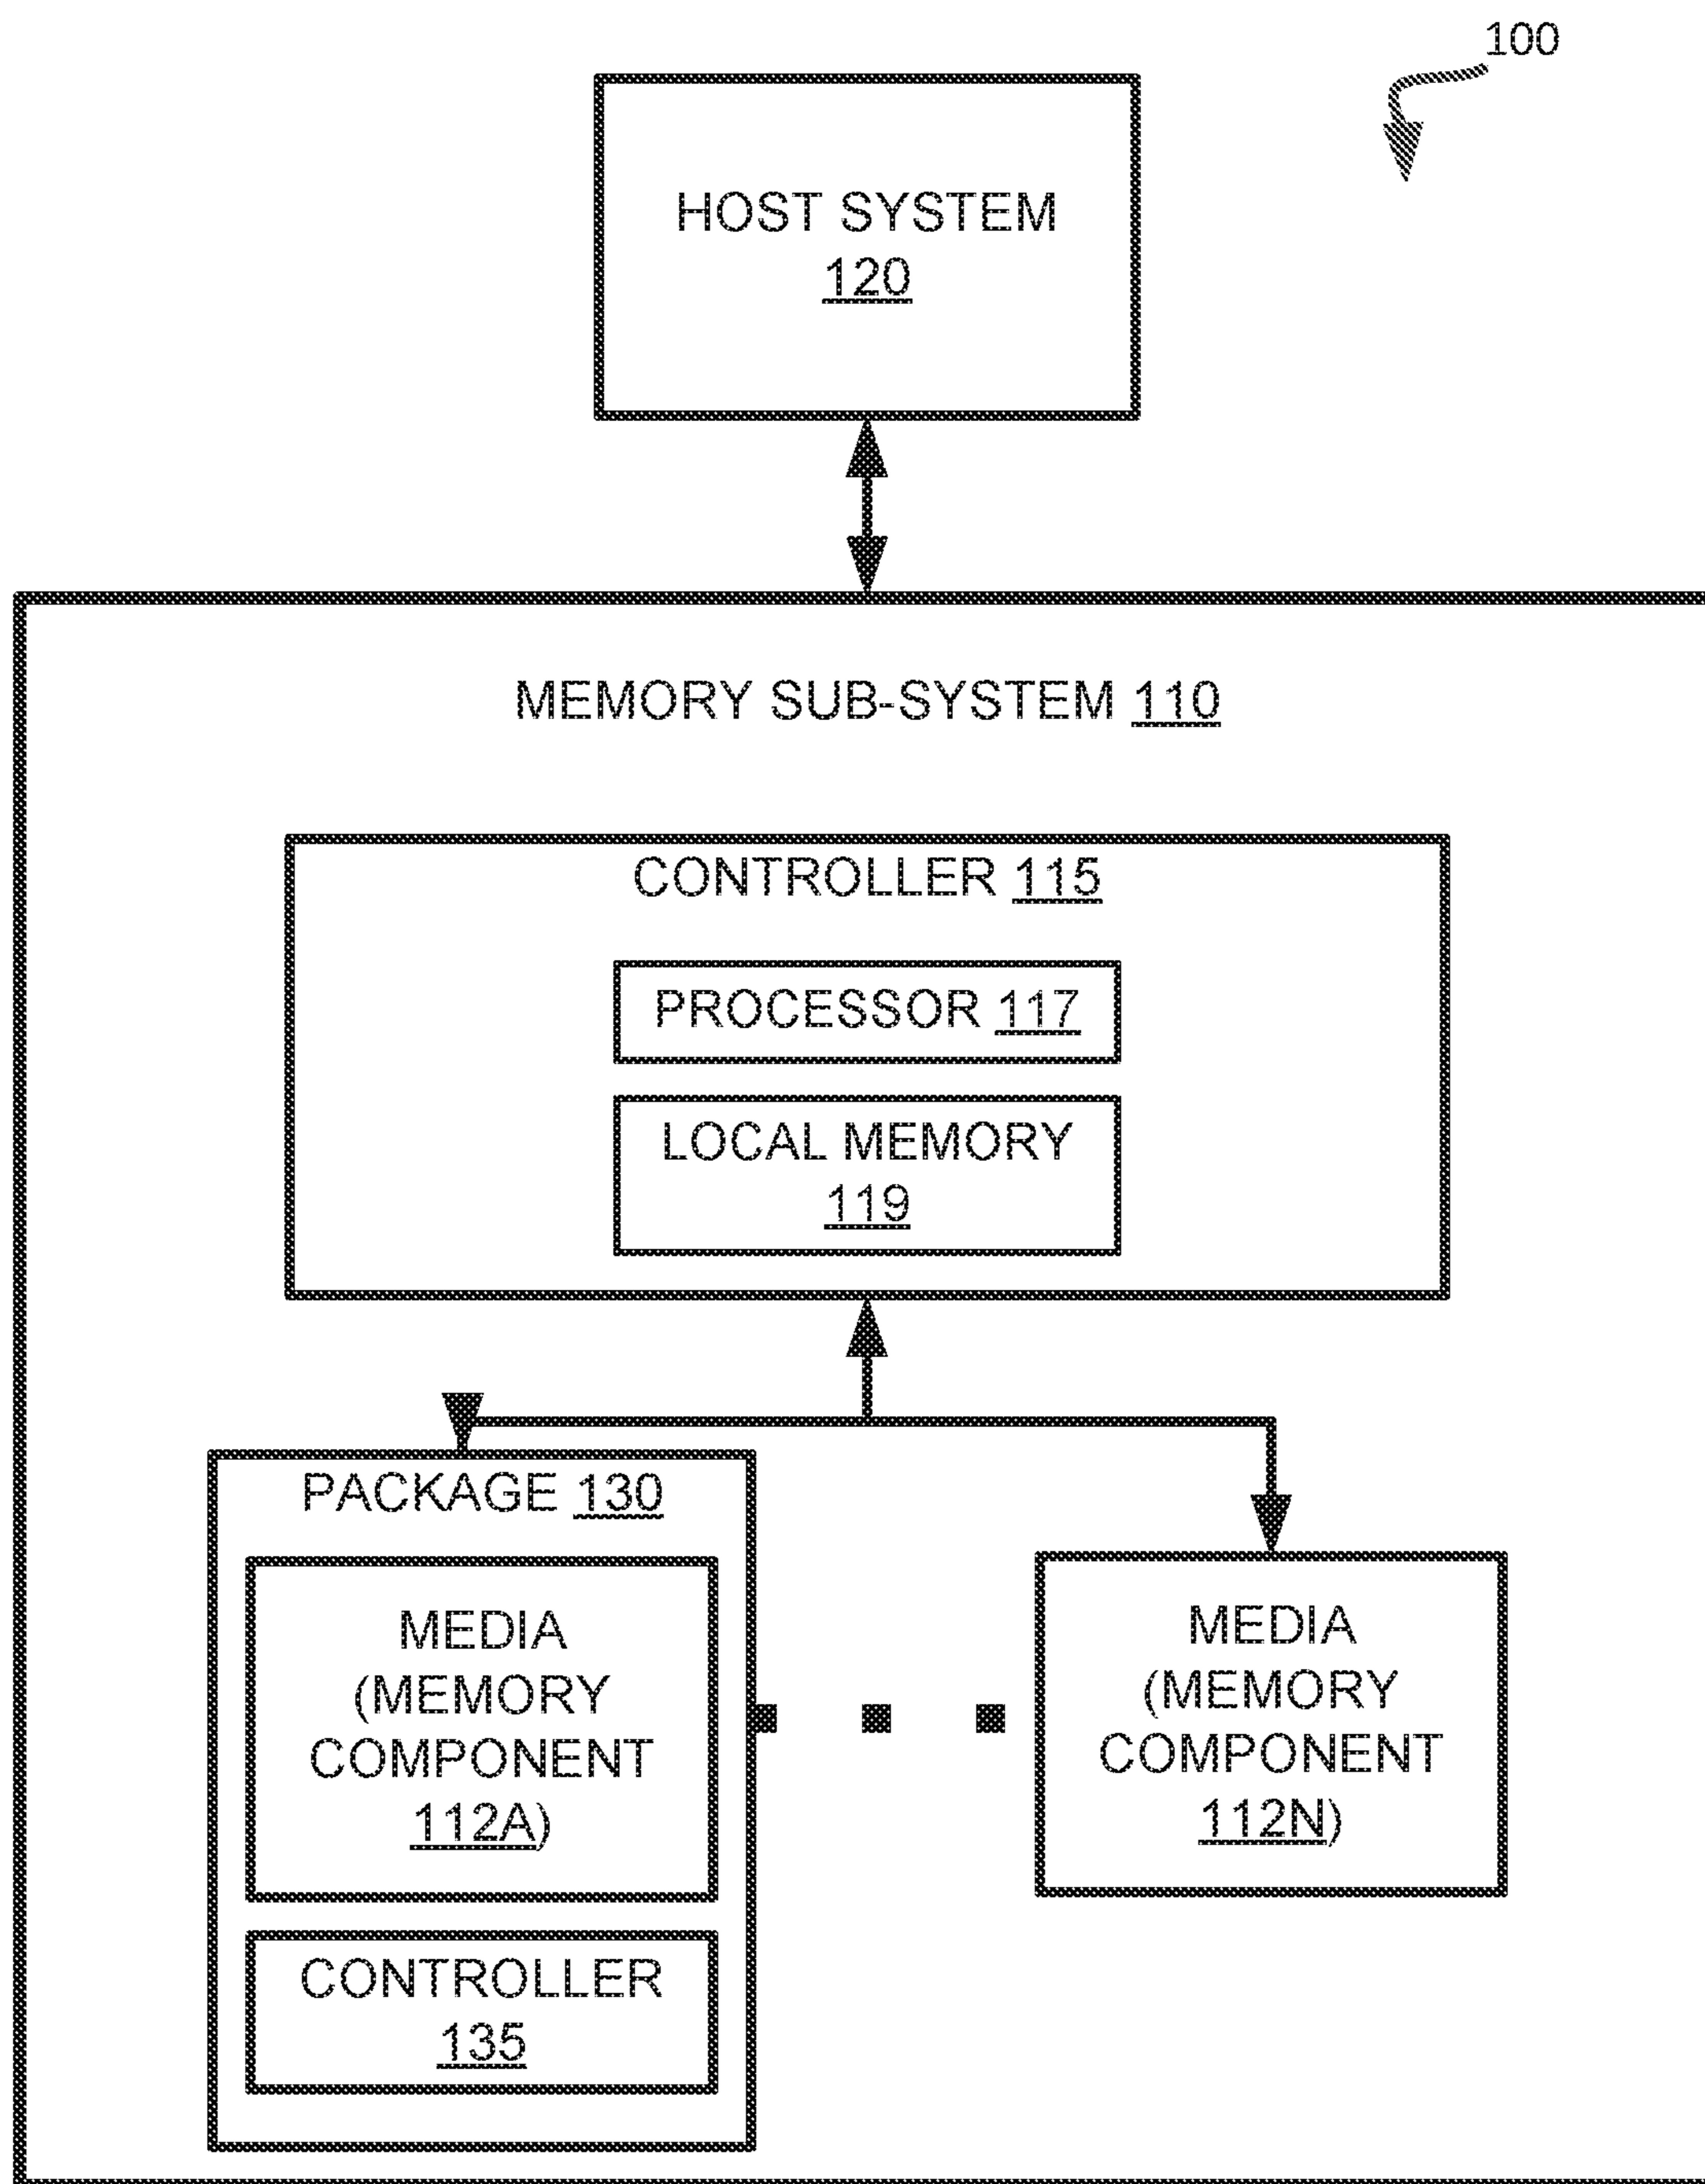 100
HOST SYSTEM
120
MEMORY SUB-SYSTEM 110
CONTROLLER 115
PROCESSOR 117
LOCAL MEMORY
119
PACKAGE 130
MEDIA
(MEMORY
COMPONENT
112A)
CONTROLLER
135
MEDIA
(MEMORY
COMPONENT
112N)